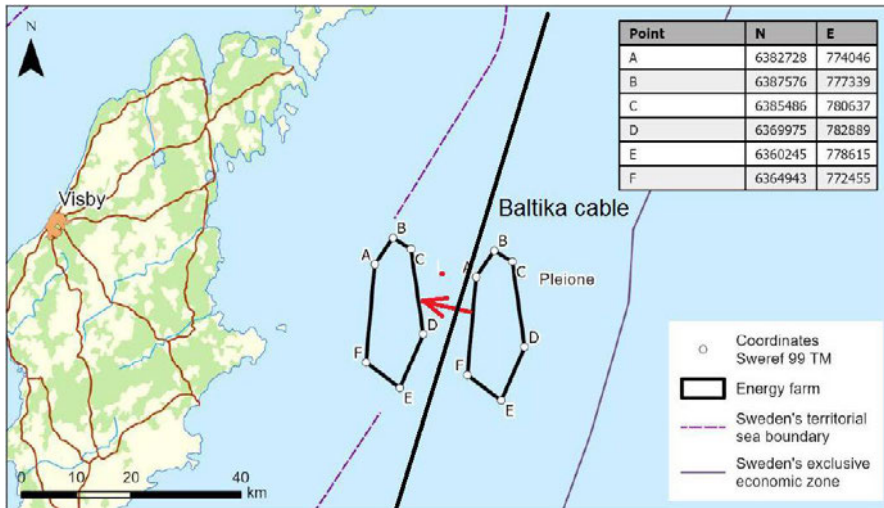 N
Point N E
A 6382728 774046
B 6387576 777339
C 6385486 780637
D 6369975 782889
E 6360245 778615
F 6364943 772455
Visby
Baltika cable
B
A
C
D
F
E
B
A
C
Pleione
D
F
E
Coordinates
Sweref 99 TM
Energy farm
Sweden's territorial
sea boundary
Sweden's exclusive
economic zone
0 10 20 40
km